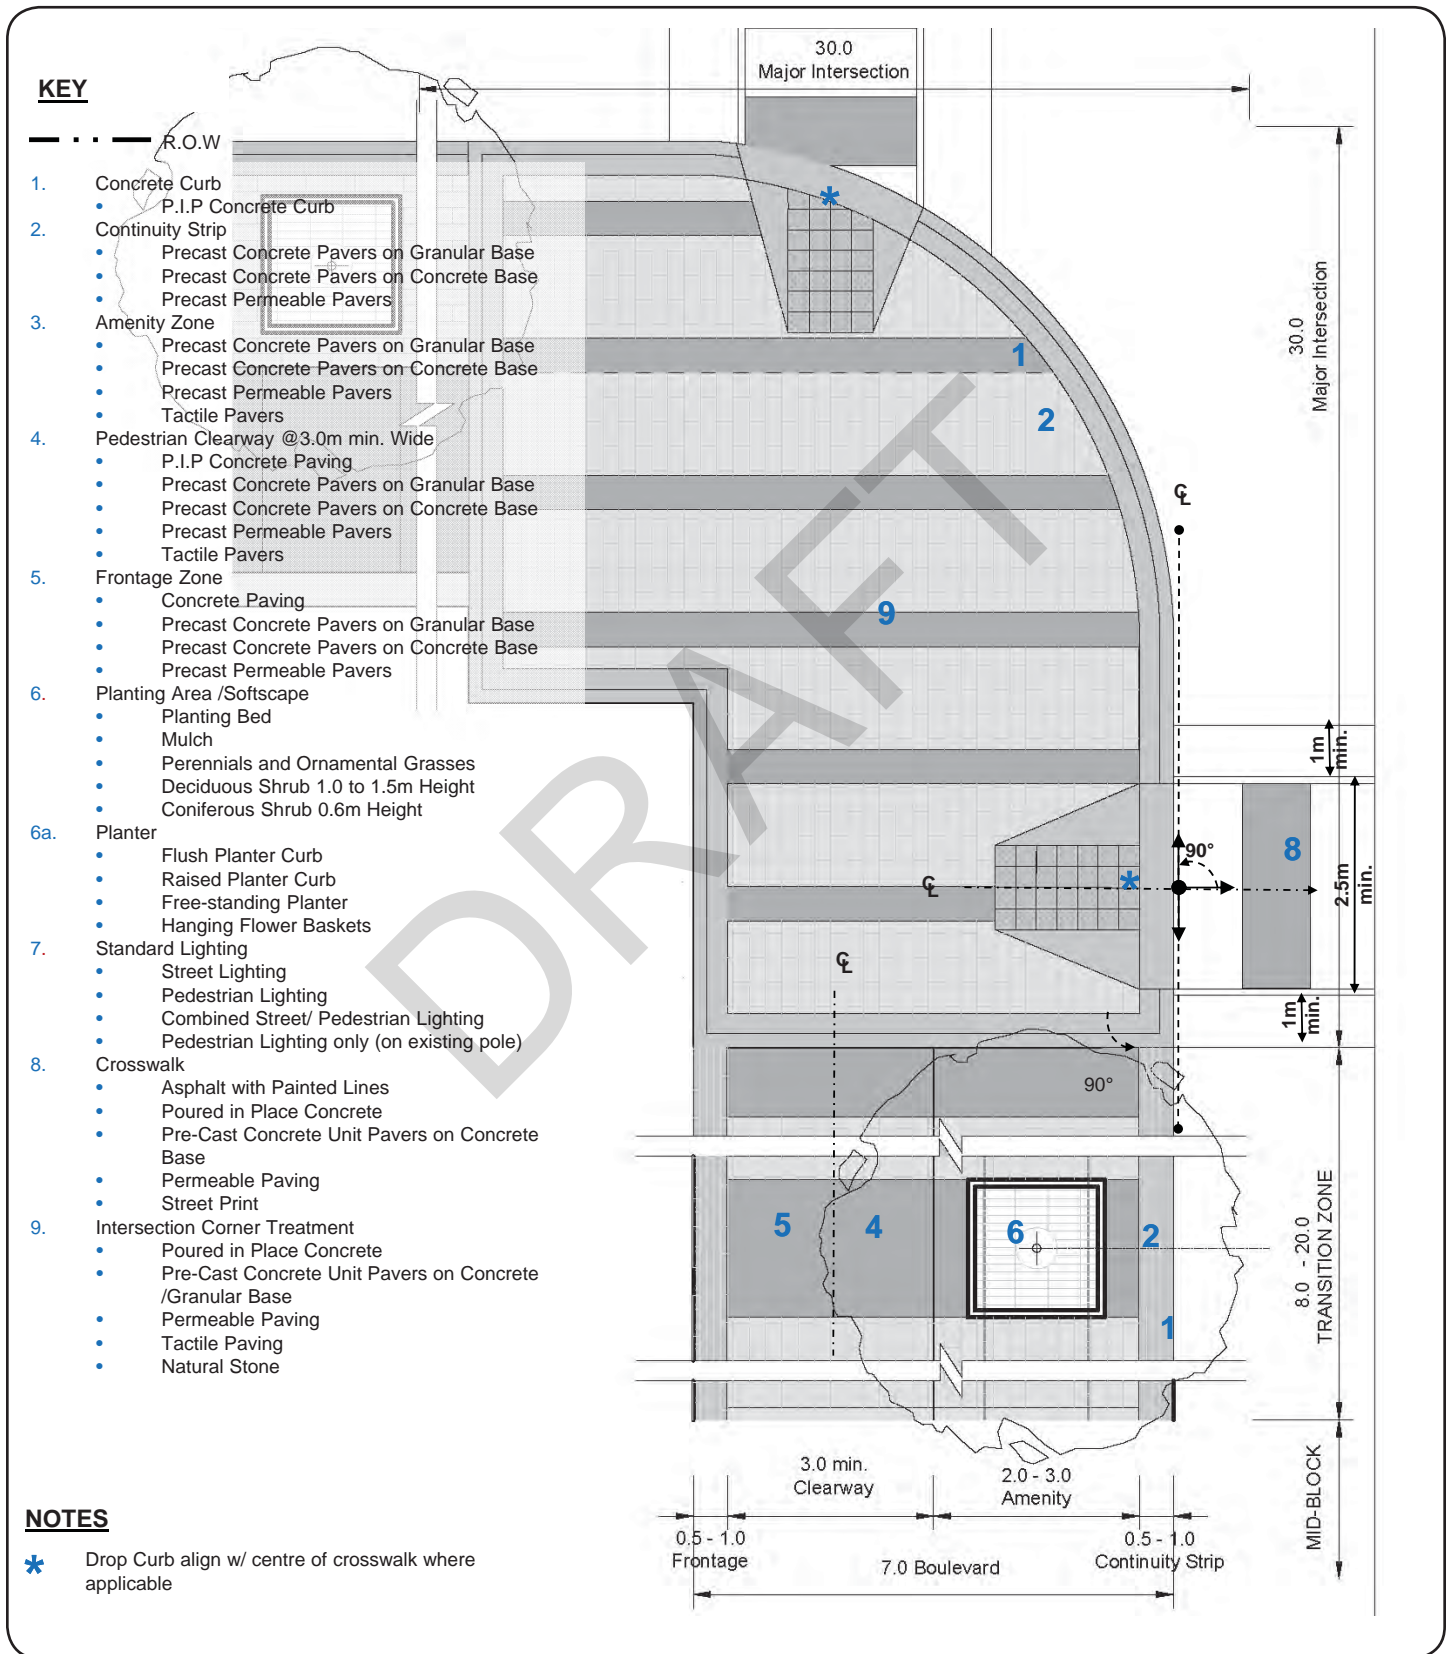 KEY
R.O.W
1. Concrete Curb
• P.I.P Concrete Curb
2. Continuity Strip
• Precast Concrete Pavers on Granular Base
• Precast Concrete Pavers on Concrete Base
• Precast Permeable Pavers
3. Amenity Zone
• Precast Concrete Pavers on Granular Base
• Precast Concrete Pavers on Concrete Base
• Precast Permeable Pavers
• Tactile Pavers
4. Pedestrian Clearway @3.0m min. Wide
• P.I.P Concrete Paving
• Precast Concrete Pavers on Granular Base
• Precast Concrete Pavers on Concrete Base
• Precast Permeable Pavers
• Tactile Pavers
5. Frontage Zone
• Concrete Paving
• Precast Concrete Pavers on Granular Base
• Precast Concrete Pavers on Concrete Base
• Precast Permeable Pavers
6. Planting Area /Softscape
• Planting Bed
• Mulch
• Perennials and Ornamental Grasses
• Deciduous Shrub 1.0 to 1.5m Height
• Coniferous Shrub 0.6m Height
6a. Planter
• Flush Planter Curb
• Raised Planter Curb
• Free-standing Planter
• Hanging Flower Baskets
7. Standard Lighting
• Street Lighting
• Pedestrian Lighting
• Combined Street/ Pedestrian Lighting
• Pedestrian Lighting only (on existing pole)
8. Crosswalk
• Asphalt with Painted Lines
• Poured in Place Concrete
• Pre-Cast Concrete Unit Pavers on Concrete
Base
• Permeable Paving
• Street Print
9. Intersection Corner Treatment
• Poured in Place Concrete
• Pre-Cast Concrete Unit Pavers on Concrete
/Granular Base
• Permeable Paving
• Tactile Paving
• Natural Stone
NOTES
* Drop Curb align w/ centre of crosswalk where
applicable
30.0
Major Intersection
*
1
2
9
℄
30.0
Major Intersection
1m
min.
90°
8
2.5m
min.
*
℄
℄
1m
min.
90°
DRAFT
5
4
6
2
1
8.0 - 20.0
TRANSITION ZONE
MID-BLOCK
3.0 min.
Clearway
2.0 - 3.0
Amenity
0.5 - 1.0
Frontage
0.5 - 1.0
Continuity Strip
7.0 Boulevard